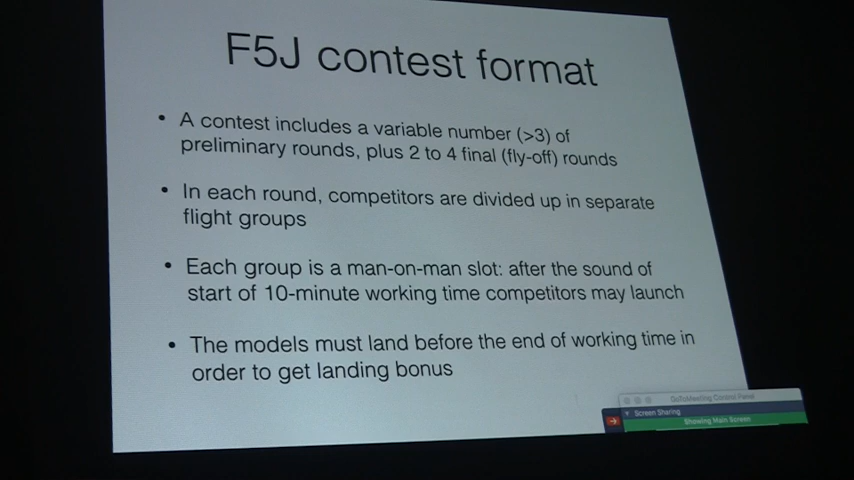 F5J contest format
• A contest includes a variable number (>3) of
preliminary rounds, plus 2 to 4 final (fly-off) rounds
• In each round, competitors are divided up in separate
flight groups
• Each group is a man-on-man slot: after the sound of
start of 10-minute working time competitors may launch
• The models must land before the end of working time in
order to get landing bonus
GoToMeeting Control Panel
Screen Sharing
Showing Main Screen